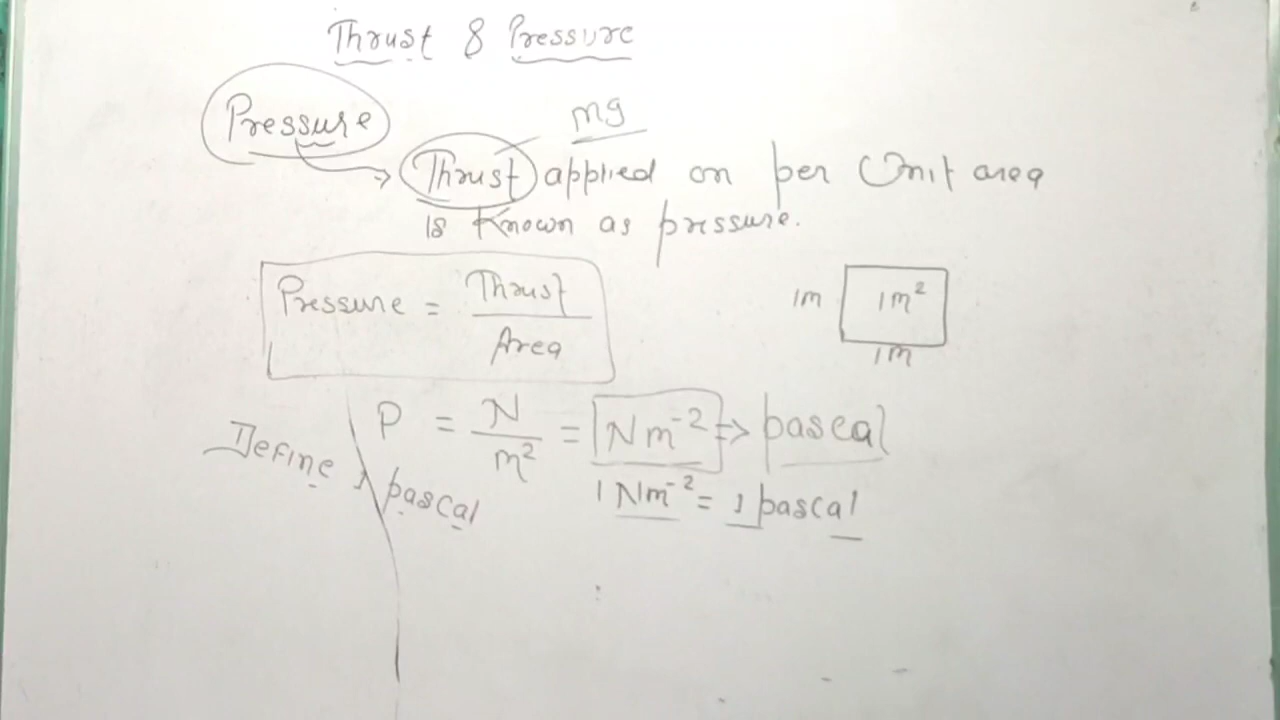 Thrust & Pressure
Pressure
mg
Thrust applied on per Unit area
is known as pressure.
Pressure = Thrust / Area
1m 1m²
1m
P = N / m² = Nm⁻² => pascal
Define 1 pascal
1 Nm⁻² = 1 pascal